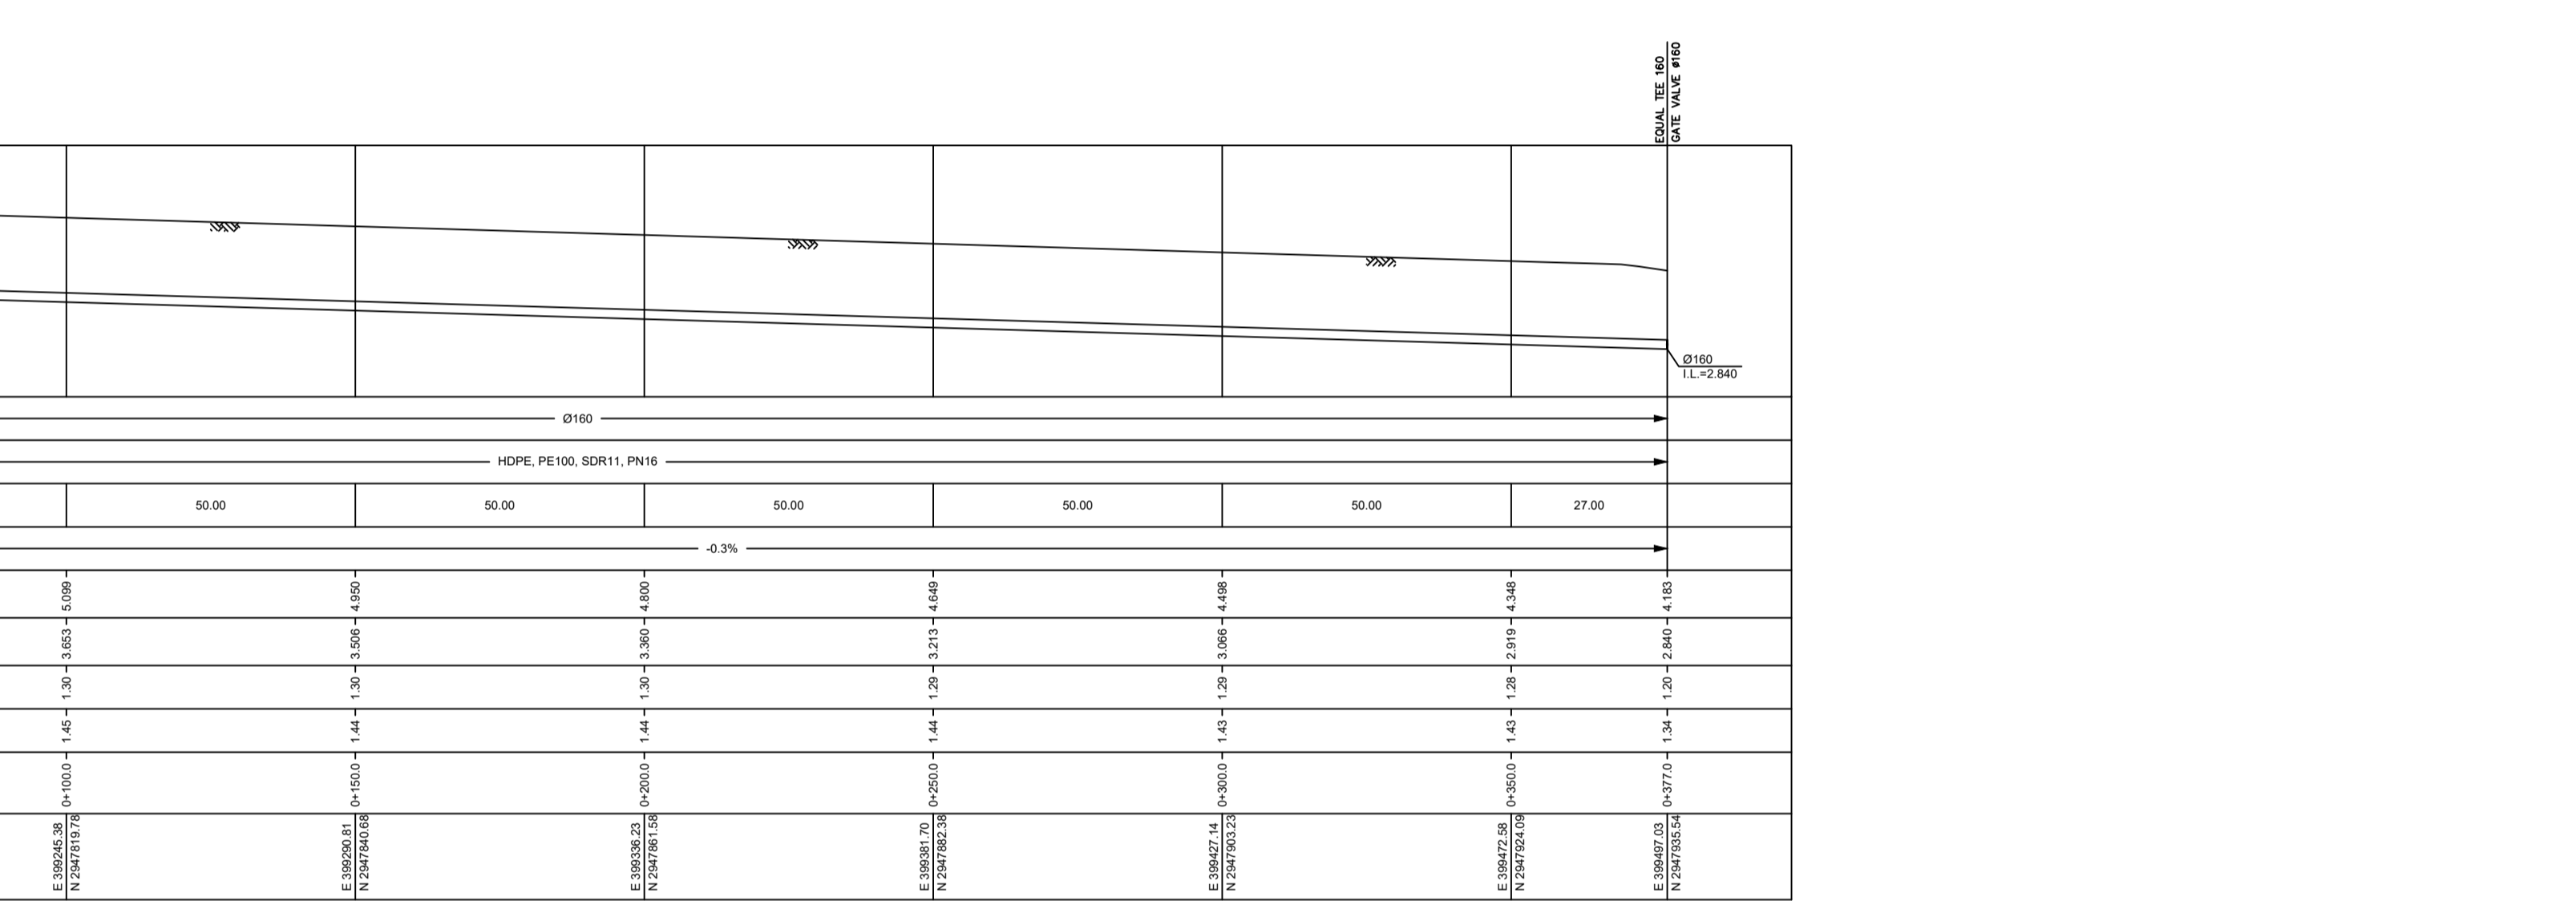 EQUAL TEE 160
GATE VALVE ø160
Ø160
I.L.=2.840
Ø160
HDPE, PE100, SDR11, PN16
50.00 50.00 50.00 50.00 50.00 27.00
-0.3%
5.099 4.950 4.800 4.649 4.498 4.348 4.183
3.653 3.506 3.360 3.213 3.066 2.919 2.840
1.30 1.30 1.30 1.29 1.29 1.28 1.20
1.45 1.44 1.44 1.44 1.43 1.43 1.34
0+100.0 0+150.0 0+200.0 0+250.0 0+300.0 0+350.0 0+377.0
E 399245.38
N 2947819.78
E 399290.81
N 2947840.68
E 399336.23
N 2947861.58
E 399381.70
N 2947882.38
E 399427.14
N 2947903.23
E 399472.58
N 2947924.09
E 399497.03
N 2947935.54